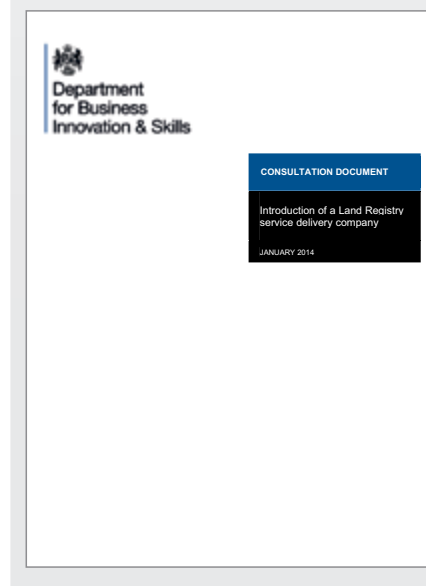 Department
for Business
Innovation & Skills
CONSULTATION DOCUMENT
Introduction of a Land Registry
service delivery company
JANUARY 2014